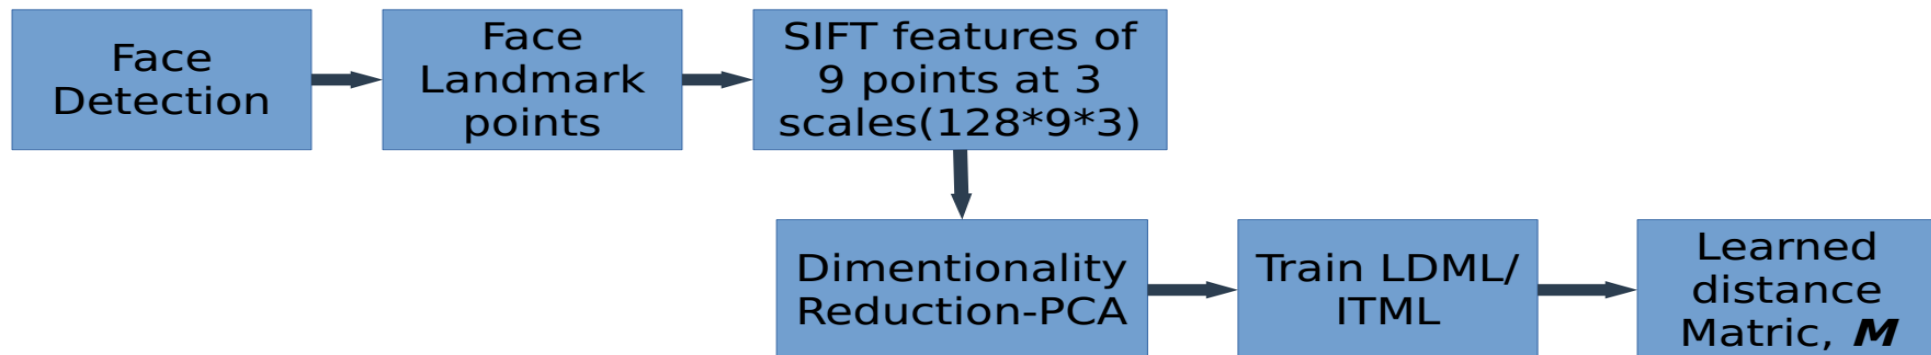 Face
Detection
Face
Landmark
points
SIFT features of
9 points at 3
scales(128*9*3)
Dimentionality
Reduction-PCA
Train LDML/
ITML
Learned
distance
Matric, M